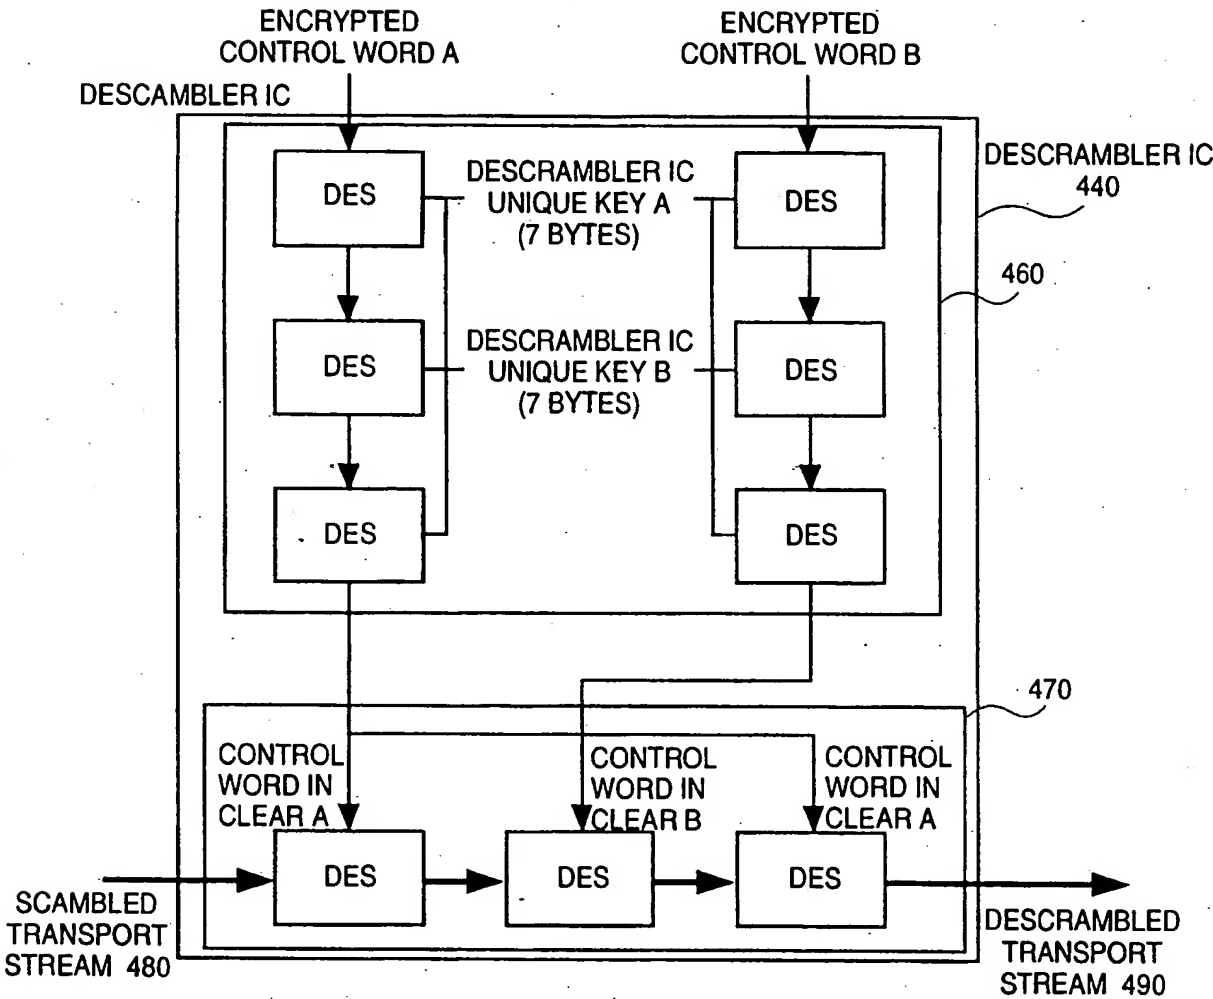 ENCRYPTED
CONTROL WORD A
ENCRYPTED
CONTROL WORD B
DESCAMBLER IC
DESCRAMBLER IC
440
460
DES
DESCRAMBLER IC
UNIQUE KEY A
(7 BYTES)
DES
DES
DESCRAMBLER IC
UNIQUE KEY B
(7 BYTES)
DES
DES
DES
470
CONTROL
WORD IN
CLEAR A
CONTROL
WORD IN
CLEAR B
CONTROL
WORD IN
CLEAR A
DES
DES
DES
SCAMBLED
TRANSPORT
STREAM 480
DESCRAMBLED
TRANSPORT
STREAM 490